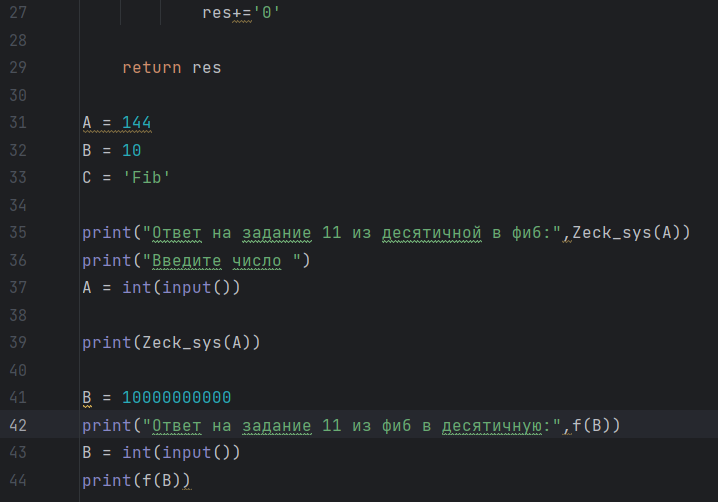 27 res+='0'
28
29 return res
30
31 A = 144
32 B = 10
33 C = 'Fib'
34
35 print("Ответ на задание 11 из десятичной в фиб:",Zeck_sys(A))
36 print("Введите число ")
37 A = int(input())
38
39 print(Zeck_sys(A))
40
41 B = 10000000000
42 print("Ответ на задание 11 из фиб в десятичную:",f(B))
43 B = int(input())
44 print(f(B))